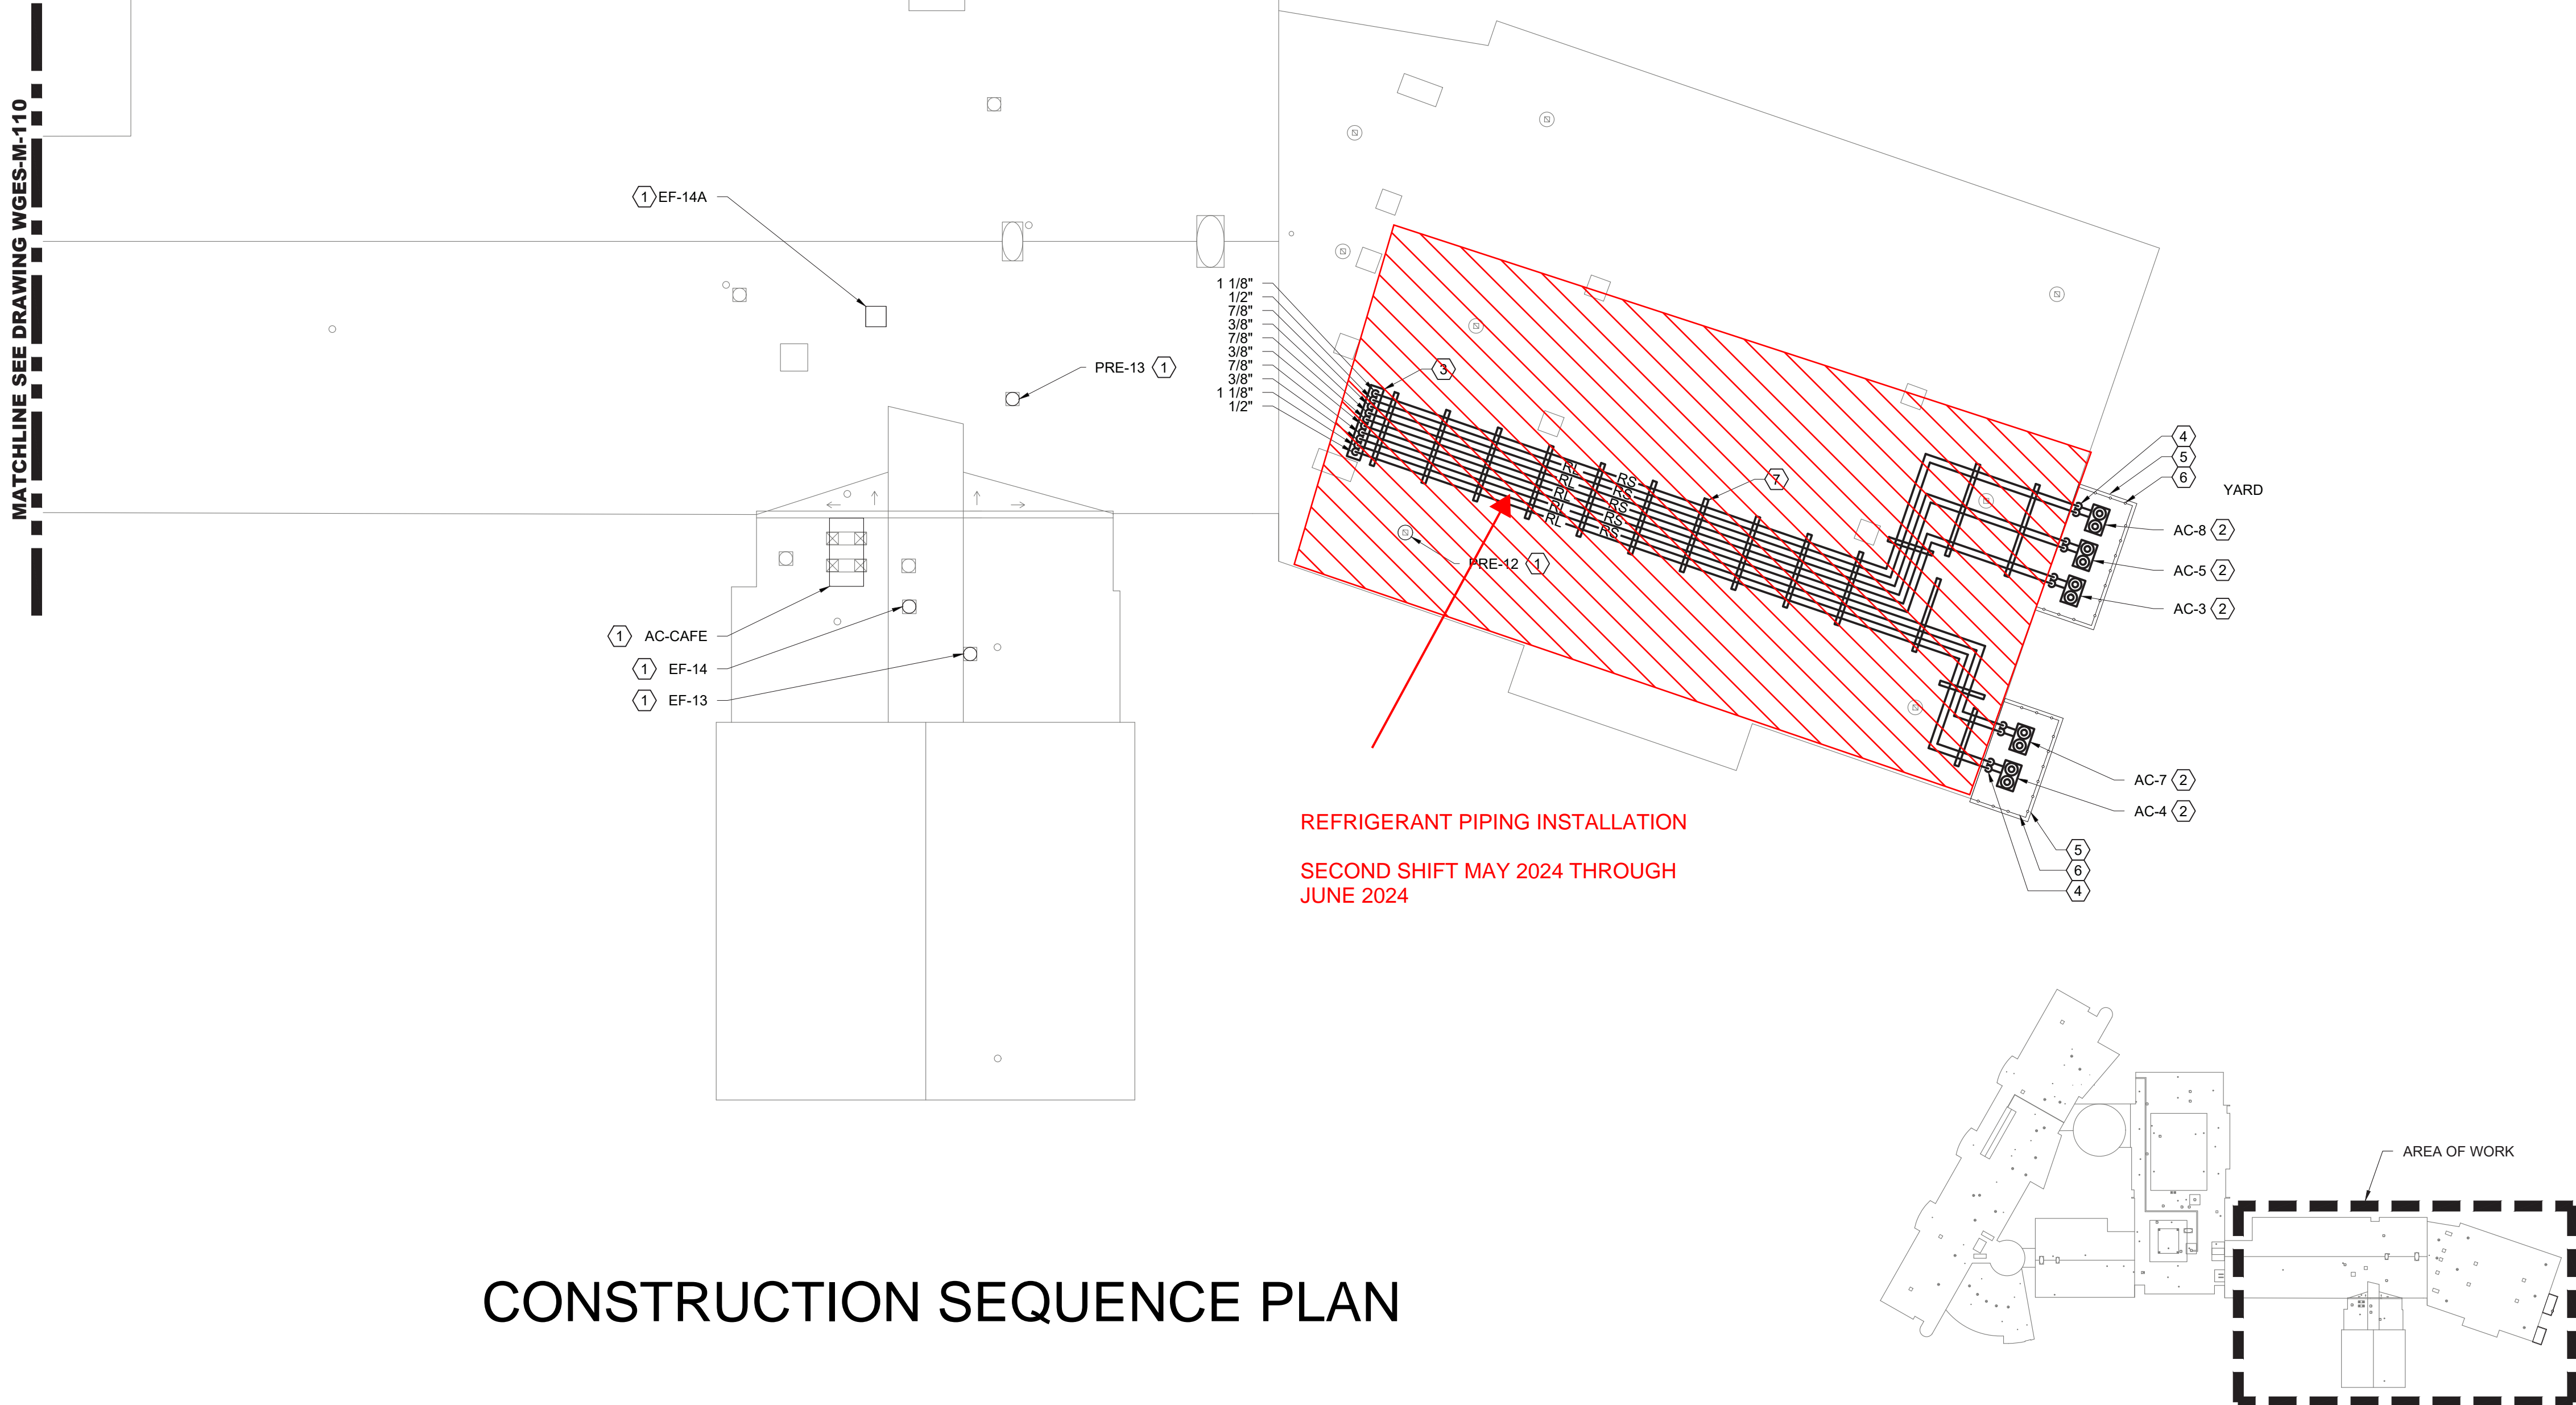 MATCHLINE SEE DRAWING WGES-M-110
1 EF-14A
PRE-13 1
1 1/8"
1/2"
7/8"
3/8"
7/8"
3/8"
7/8"
3/8"
1 1/8"
1/2"
3
7
RL
RL
RL
RL
RL
RS
RS
RS
RS
RS
PRE-12 1
4
5
6
YARD
AC-8 2
AC-5 2
AC-3 2
1 AC-CAFE
1 EF-14
1 EF-13
AC-7 2
AC-4 2
5
6
4
REFRIGERANT PIPING INSTALLATION
SECOND SHIFT MAY 2024 THROUGH
JUNE 2024
AREA OF WORK
CONSTRUCTION SEQUENCE PLAN